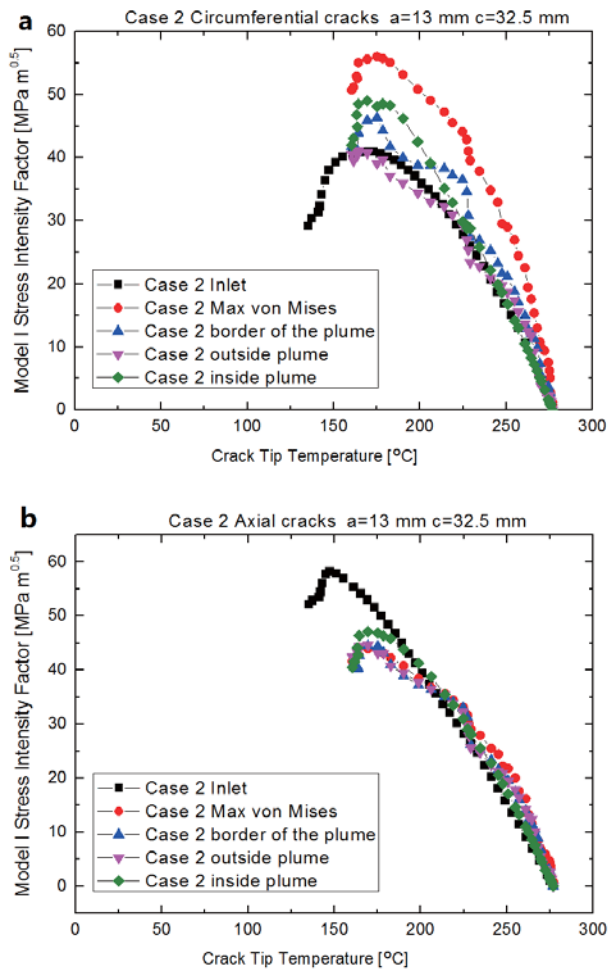 a
Case 2 Circumferential cracks a=13 mm c=32.5 mm
Model I Stress Intensity Factor [MPa m^0.5]
60
50
40
30
20
10
0
Case 2 Inlet
Case 2 Max von Mises
Case 2 border of the plume
Case 2 outside plume
Case 2 inside plume
0 50 100 150 200 250 300
Crack Tip Temperature [°C]
b
Case 2 Axial cracks a=13 mm c=32.5 mm
Model I Stress Intensity Factor [MPa m^0.5]
60
50
40
30
20
10
0
Case 2 Inlet
Case 2 Max von Mises
Case 2 border of the plume
Case 2 outside plume
Case 2 inside plume
0 50 100 150 200 250 300
Crack Tip Temperature [°C]